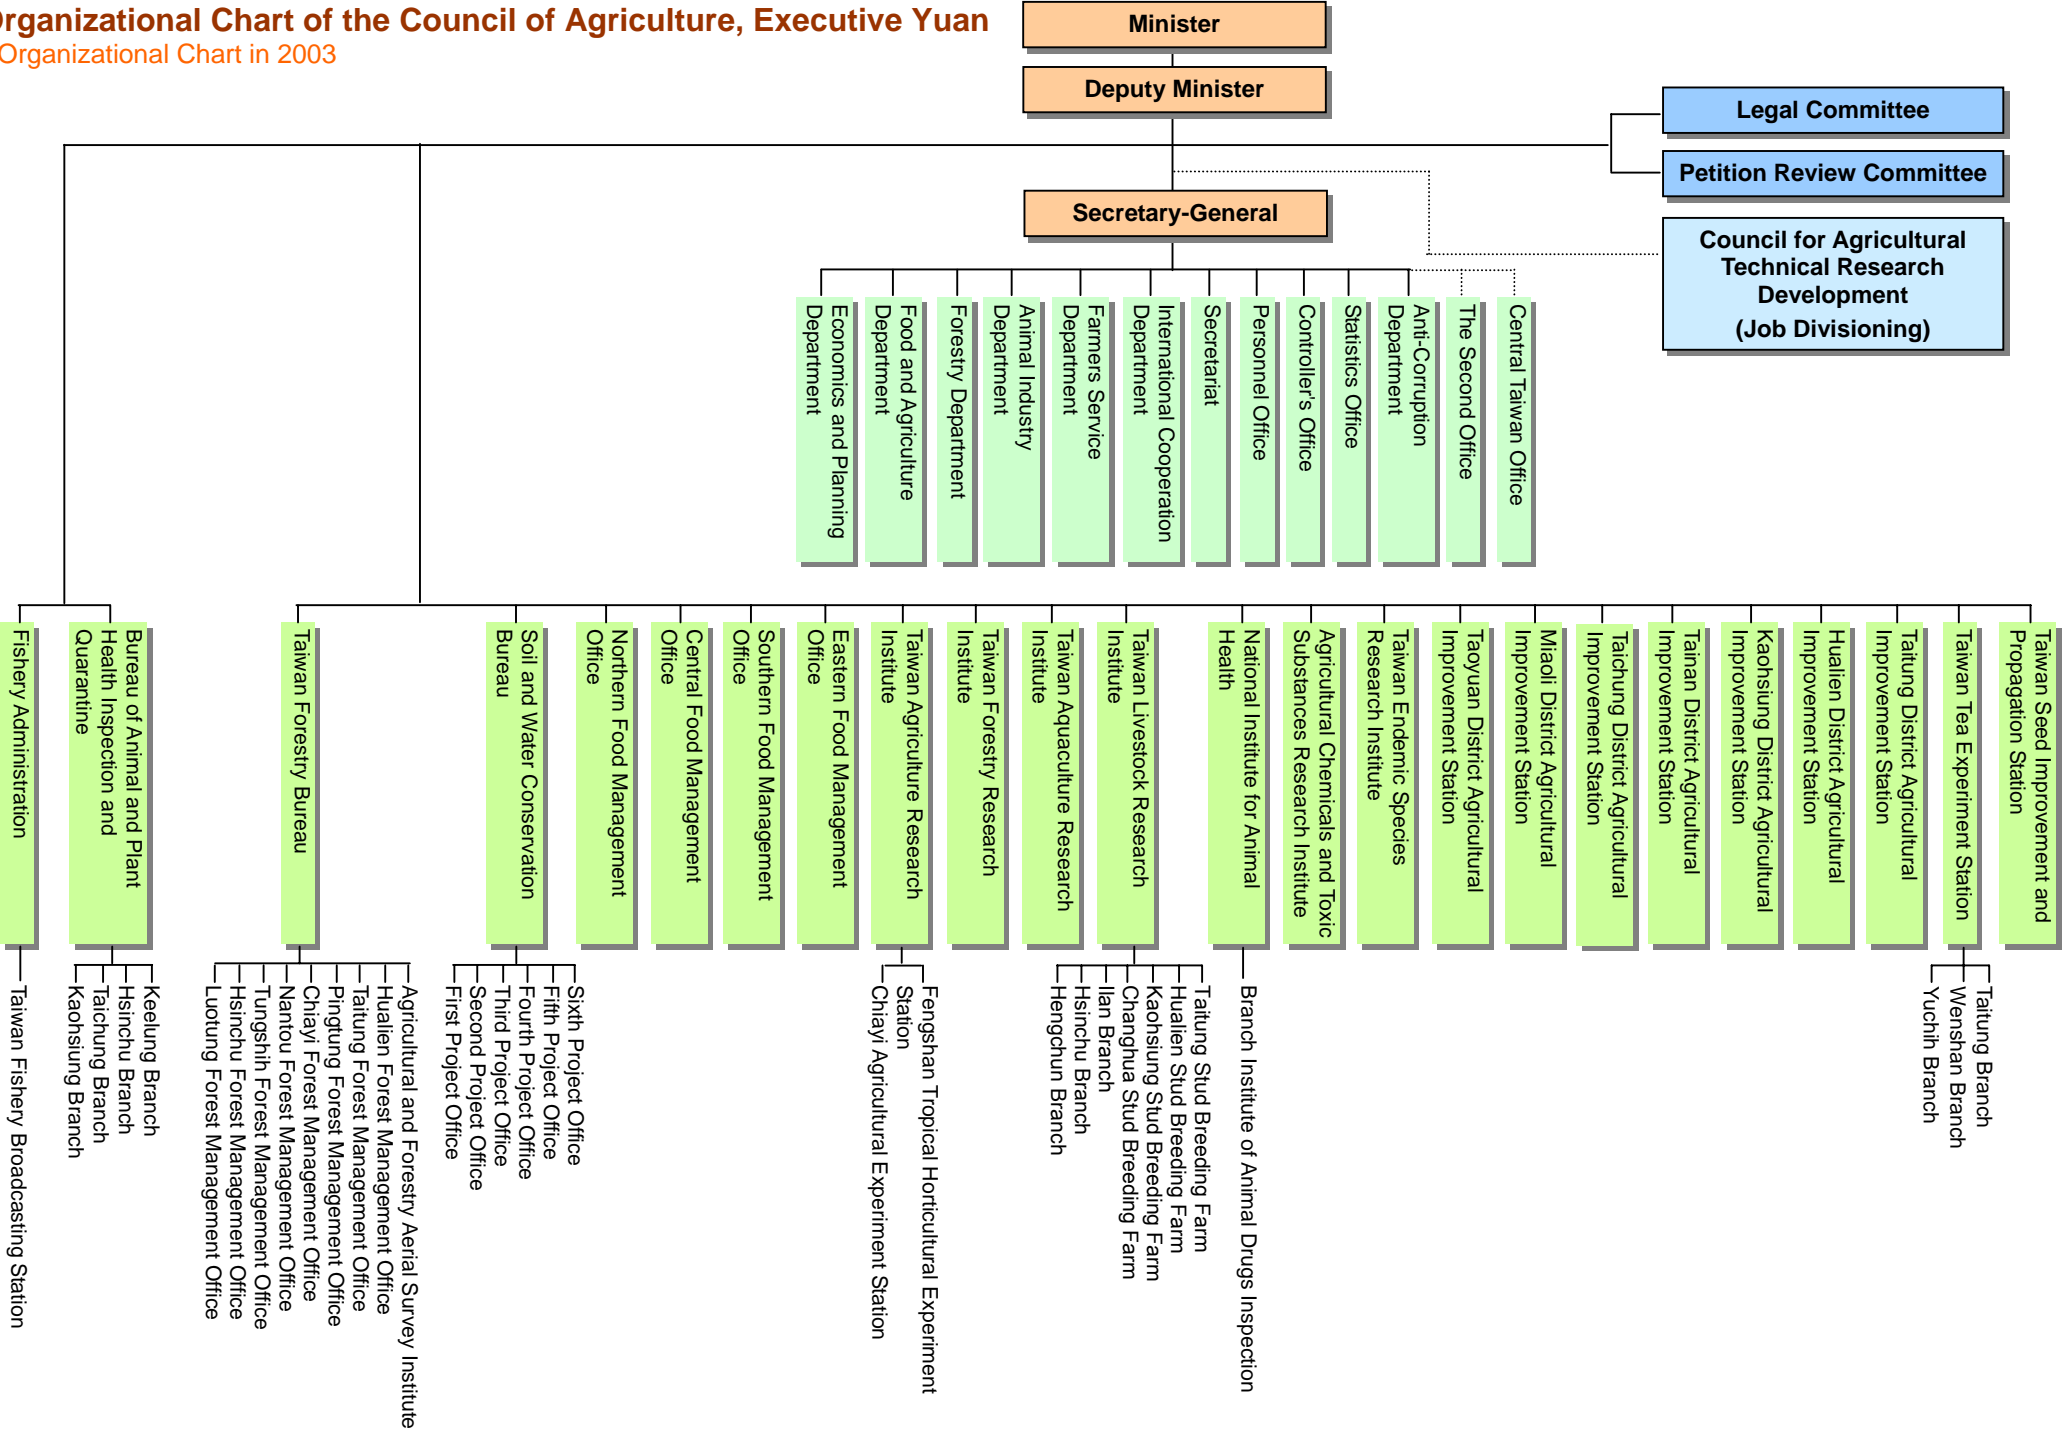 Organizational Chart of the Council of Agriculture, Executive Yuan
Organizational Chart in 2003
Minister
Deputy Minister
Legal Committee
Petition Review Committee
Secretary-General
Council for Agricultural
Technical Research
Development
(Job Divisioning)
Economics and Planning
Department
Food and Agriculture
Department
Forestry Department
Animal Industry
Department
Farmers Service
Department
International Cooperation
Department
Secretariat
Personnel Office
Controller's Office
Statistics Office
Anti-Corruption
Department
The Second Office
Central Taiwan Office
Fishery Administration
Bureau of Animal and Plant
Health Inspection and
Quarantine
Taiwan Forestry Bureau
Soil and Water Conservation
Bureau
Northern Food Management
Office
Central Food Management
Office
Southern Food Management
Office
Eastern Food Management
Office
Taiwan Agriculture Research
Institute
Taiwan Forestry Research
Institute
Taiwan Aquaculture Research
Institute
Taiwan Livestock Research
Institute
National Institute for Animal
Health
Agricultural Chemicals and Toxic
Substances Research Institute
Taiwan Endemic Species
Research Institute
Taoyuan District Agricultural
Improvement Station
Miaoli District Agricultural
Improvement Station
Taichung District Agricultural
Improvement Station
Tainan District Agricultural
Improvement Station
Kaohsiung District Agricultural
Improvement Station
Hualien District Agricultural
Improvement Station
Taitung District Agricultural
Improvement Station
Taiwan Tea Experiment Station
Taiwan Seed Improvement and
Propagation Station
Taiwan Fishery Broadcasting Station
Keelung Branch
Hsinchu Branch
Taichung Branch
Kaohsiung Branch
Agricultural and Forestry Aerial Survey Institute
Hualien Forest Management Office
Taitung Forest Management Office
Pingtung Forest Management Office
Chiayi Forest Management Office
Nantou Forest Management Office
Tungshih Forest Management Office
Hsinchu Forest Management Office
Luotung Forest Management Office
Sixth Project Office
Fifth Project Office
Fourth Project Office
Third Project Office
Second Project Office
First Project Office
Fengshan Tropical Horticultural Experiment
Station
Chiayi Agricultural Experiment Station
Taitung Stud Breeding Farm
Hualien Stud Breeding Farm
Kaohsiung Stud Breeding Farm
Changhua Stud Breeding Farm
Ilan Branch
Hsinchu Branch
Hengchun Branch
Branch Institute of Animal Drugs Inspection
Taitung Branch
Wenshan Branch
Yuchih Branch